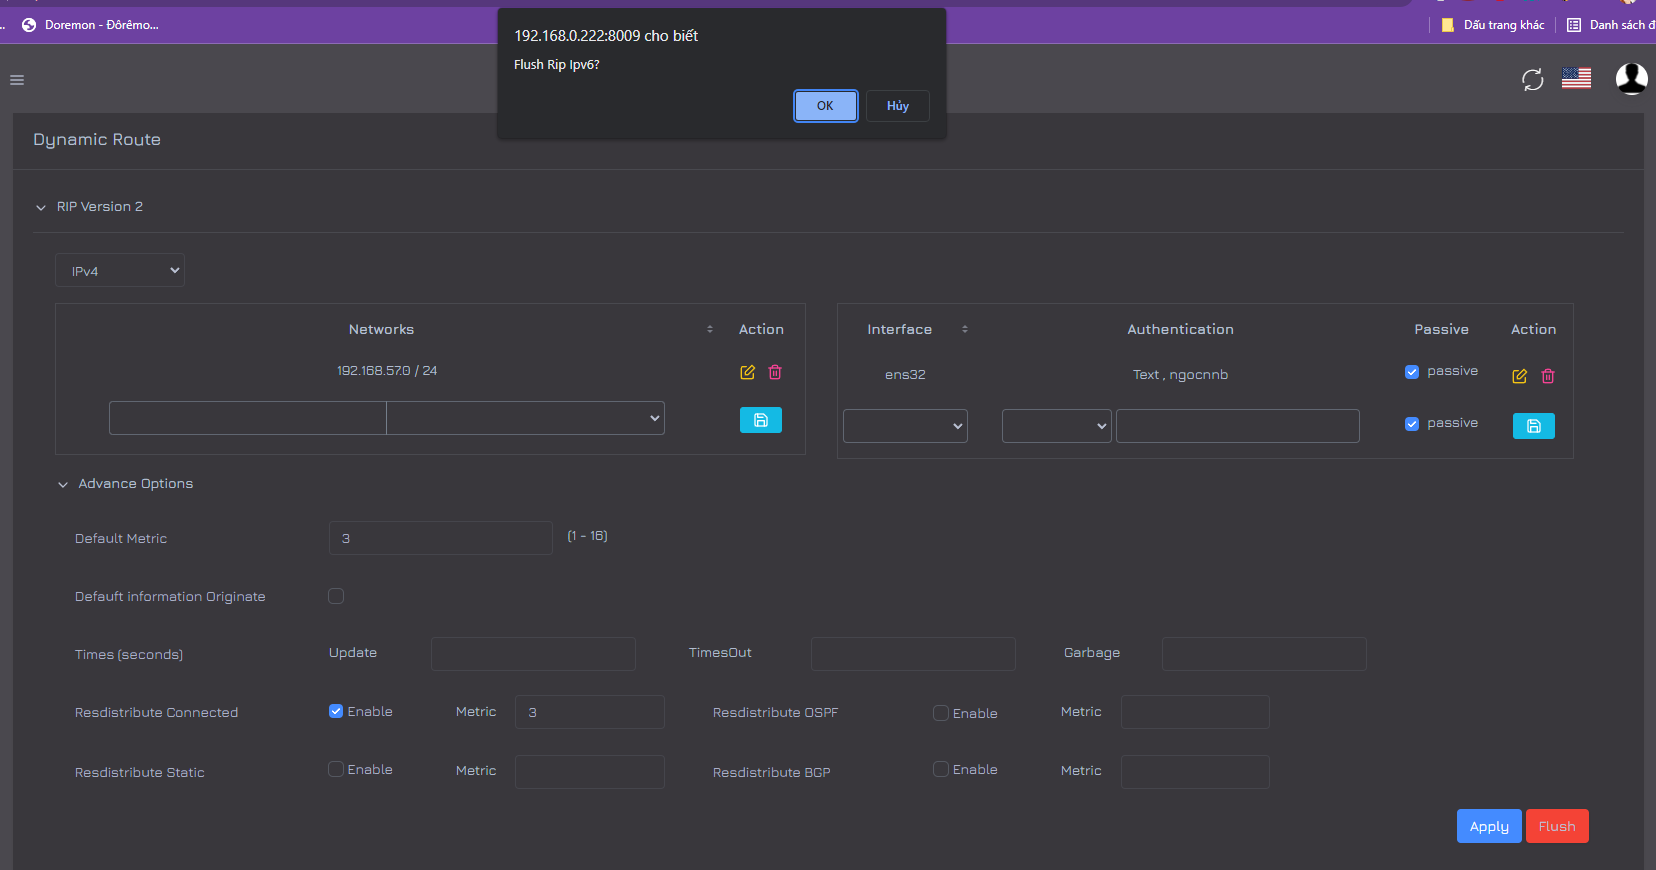 Doremon - Đôrêmo...
Dấu trang khác
Danh sách đ
192.168.0.222:8009 cho biết
Flush Rip Ipv6?
OK
Hủy
Dynamic Route
RIP Version 2
IPv4
Networks Action
192.168.57.0 / 24
Interface Authentication Passive Action
ens32 Text , ngocnnb passive
passive
Advance Options
Default Metric 3 (1 - 16)
Defauft information Originate
Times (seconds) Update TimesOut Garbage
Resdistribute Connected Enable Metric 3 Resdistribute OSPF Enable Metric
Resdistribute Static Enable Metric Resdistribute BGP Enable Metric
Apply Flush